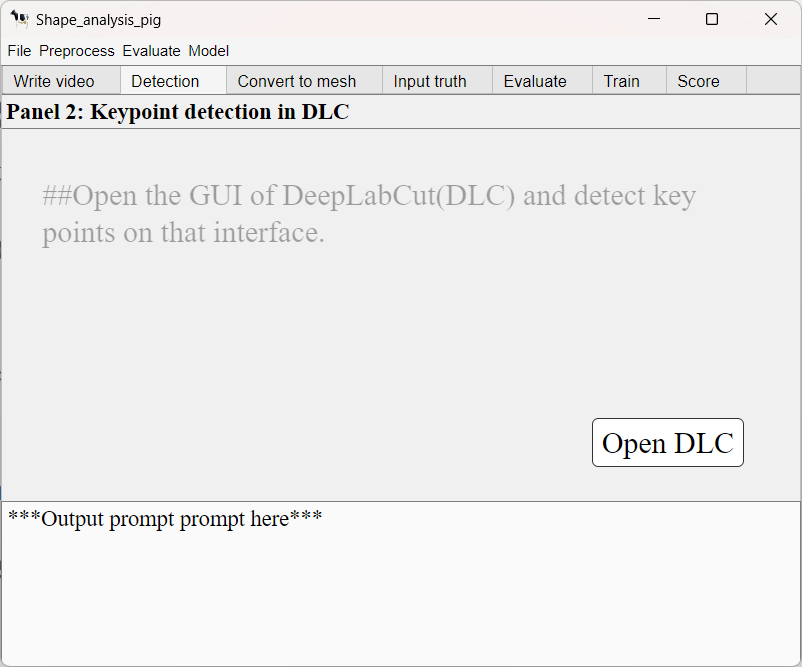 Shape_analysis_pig
File Preprocess Evaluate Model
Write video Detection Convert to mesh Input truth Evaluate Train Score
Panel 2: Keypoint detection in DLC
##Open the GUI of DeepLabCut(DLC) and detect key
points on that interface.
Open DLC
***Output prompt prompt here***